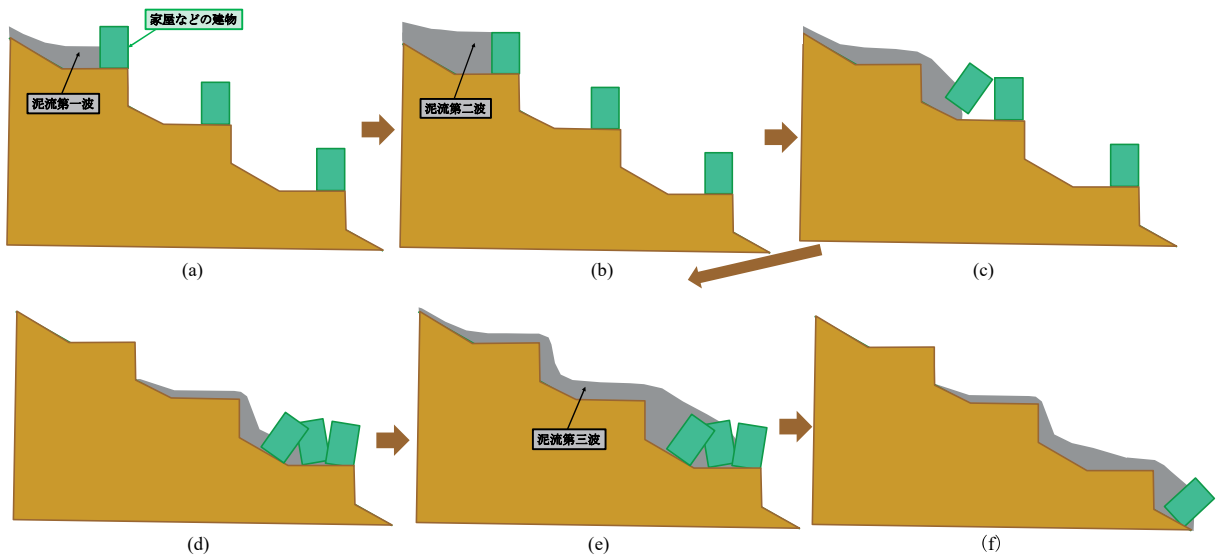 家屋などの建物
泥流第一波
(a)
泥流第二波
(b)
(c)
(d)
泥流第三波
(e)
(f)